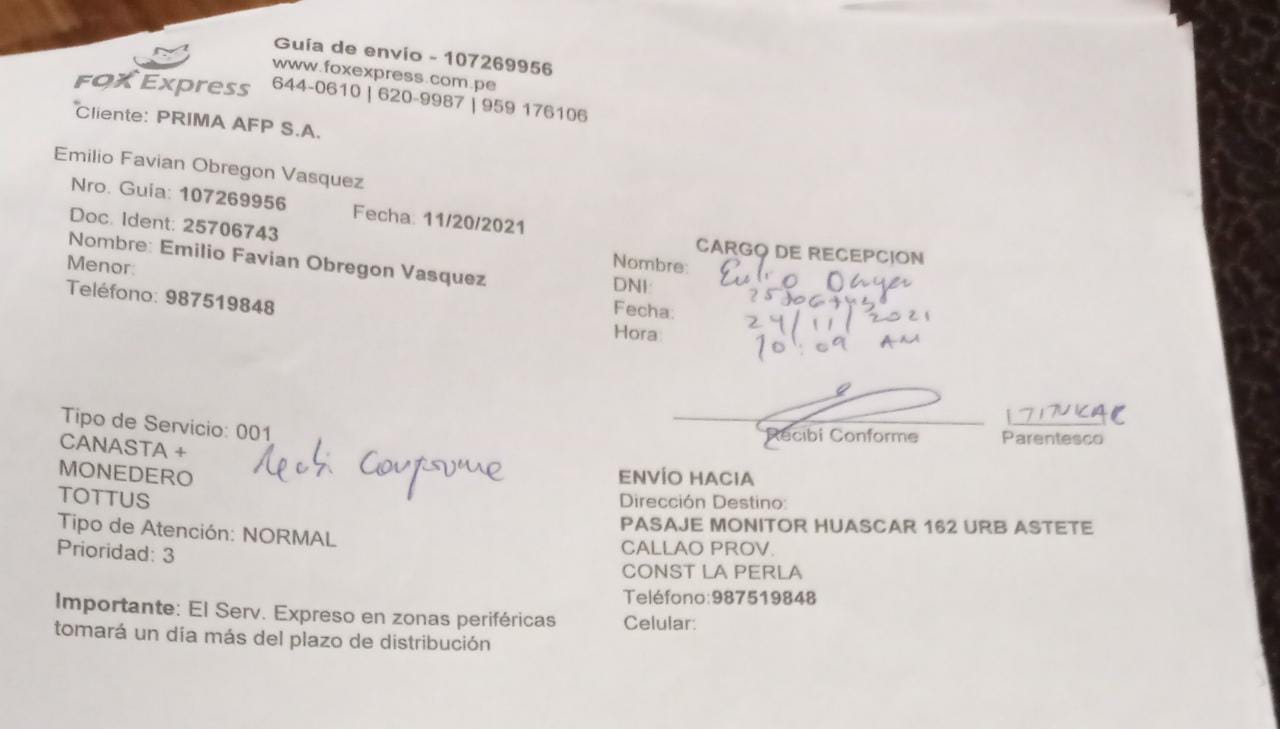 FOX Express
Guía de envío - 107269956
www.foxexpress.com.pe
644-0610 | 620-9987 | 959 176106
Cliente: PRIMA AFP S.A.
Emilio Favian Obregon Vasquez
Nro. Guía: 107269956 Fecha: 11/20/2021
Doc. Ident: 25706743
Nombre: Emilio Favian Obregon Vasquez
Menor:
Teléfono: 987519848
CARGO DE RECEPCION
Nombre:
DNI: 25706743
Fecha: 24/11/2021
Hora: 10:09 AM
Recibí Conforme
Parentesco
Tipo de Servicio: 001
CANASTA +
MONEDERO
TOTTUS
Recibi Conforme
Tipo de Atención: NORMAL
Prioridad: 3
Importante: El Serv. Expreso en zonas periféricas
tomará un día más del plazo de distribución
ENVÍO HACIA
Dirección Destino:
PASAJE MONITOR HUASCAR 162 URB ASTETE
CALLAO PROV.
CONST LA PERLA
Teléfono:987519848
Celular: